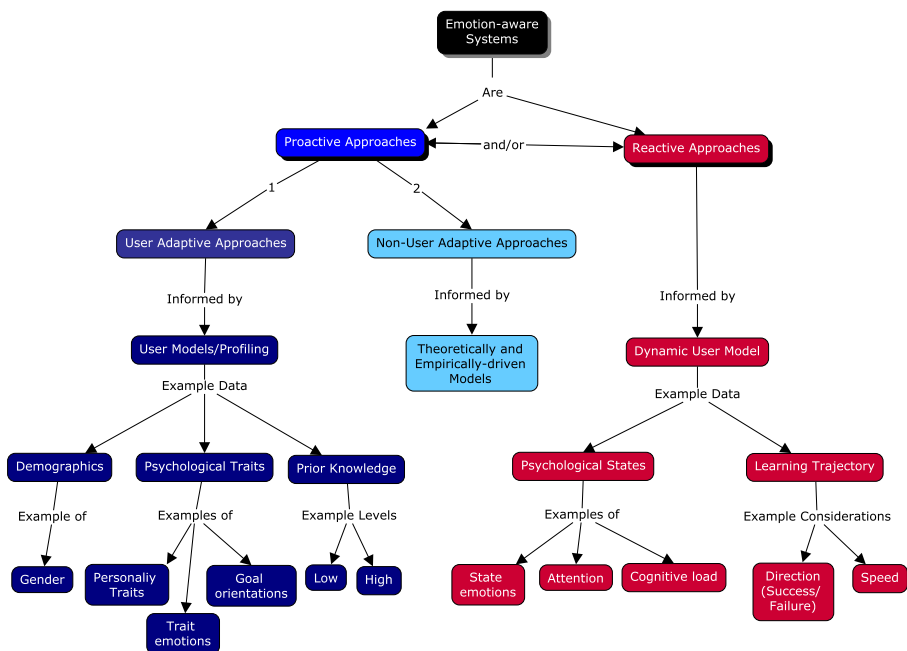 Emotion-aware
Systems
Are
Proactive Approaches
and/or
Reactive Approaches
1
2
User Adaptive Approaches
Non-User Adaptive Approaches
Informed by
Informed by
Informed by
User Models/Profiling
Theoretically and
Empirically-driven
Models
Dynamic User Model
Example Data
Example Data
Demographics
Psychological Traits
Prior Knowledge
Psychological States
Learning Trajectory
Example of
Examples of
Example Levels
Examples of
Example Considerations
Gender
Personaliy
Traits
Goal
orientations
Low
High
State
emotions
Attention
Cognitive load
Direction
(Success/
Failure)
Speed
Trait
emotions